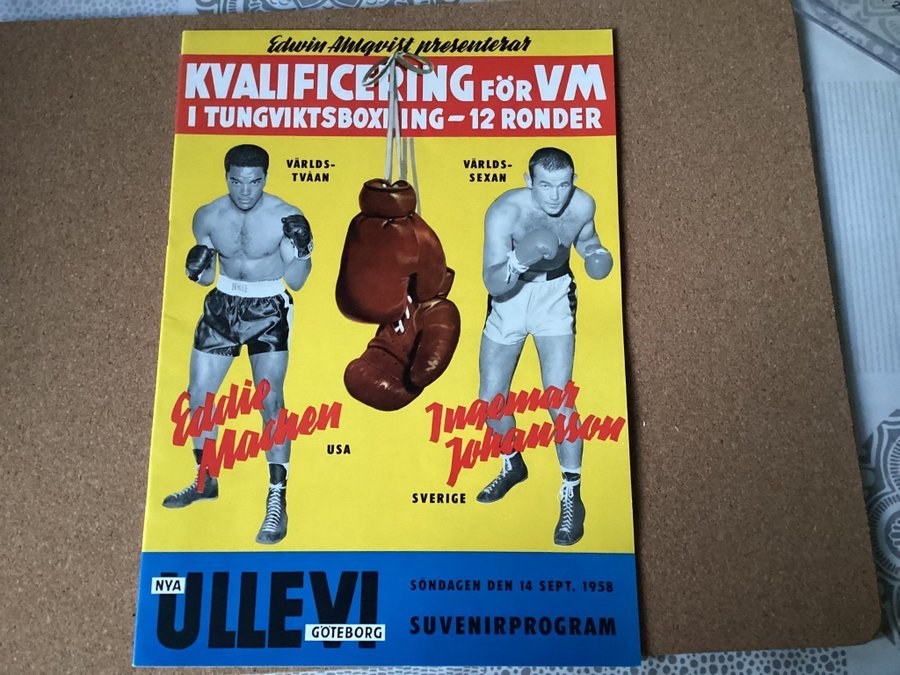 Edwin Ahlqvist presenterar
KVALIFICERING FÖR VM
I TUNGVIKTSBOXNING - 12 RONDER
VÄRLDS-
TVÅAN
VÄRLDS-
SEXAN
Eddie
Machen
USA
Ingemar
Johansson
SVERIGE
NYA
ULLEVI
GÖTEBORG
SÖNDAGEN DEN 14 SEPT. 1958
SUVENIRPROGRAM